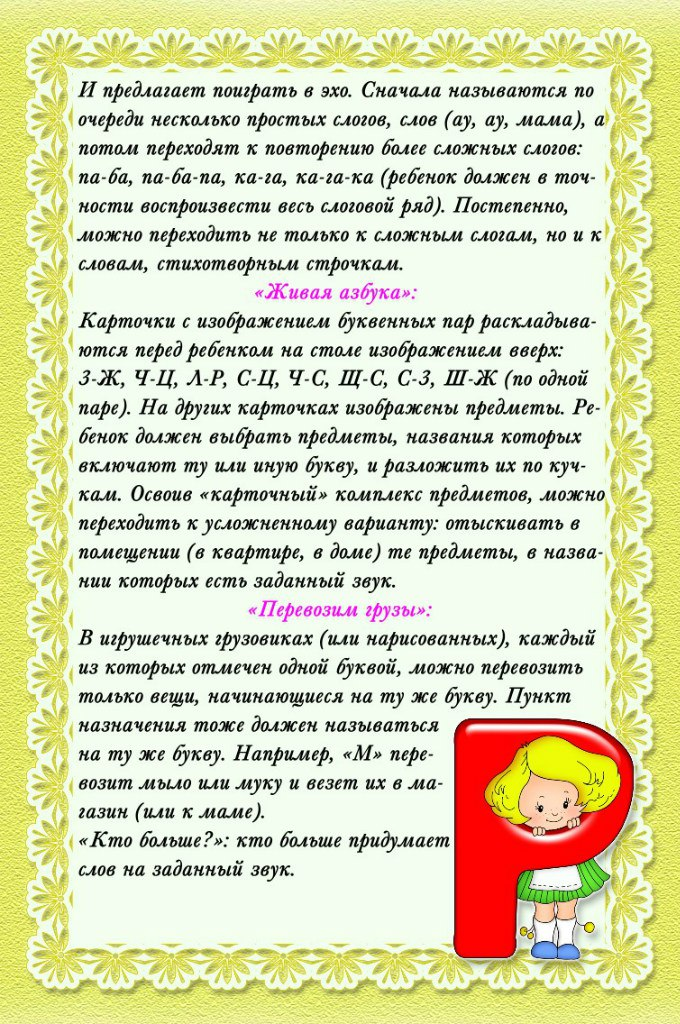 И предлагает поиграть в эхо. Сначала называются по
очереди несколько простых слогов, слов (ау, ау, мама), а
потом переходят к повторению более сложных слогов:
па-ба, па-ба-па, ка-га, ка-га-ка (ребенок должен в точ-
ности воспроизвести весь слоговой ряд). Постепенно,
можно переходить не только к сложным слогам, но и к
словам, стихотворным строчкам.
«Живая азбука»:
Карточки с изображением буквенных пар раскладыва-
ются перед ребенком на столе изображением вверх:
З-Ж, Ч-Ц, Л-Р, С-Ц, Ч-С, Щ-С, С-З, Ш-Ж (по одной
паре). На других карточках изображены предметы. Ре-
бенок должен выбрать предметы, названия которых
включают ту или иную букву, и разложить их по куч-
кам. Освоив «карточный» комплекс предметов, можно
переходить к усложненному варианту: отыскивать в
помещении (в квартире, в доме) те предметы, в назва-
нии которых есть заданный звук.
«Перевозим грузы»:
В игрушечных грузовиках (или нарисованных), каждый
из которых отмечен одной буквой, можно перевозить
только вещи, начинающиеся на ту же букву. Пункт
назначения тоже должен называться
на ту же букву. Например, «М» пере-
возит мыло или муку и везет их в ма-
газин (или к маме).
«Кто больше?»: кто больше придумает
слов на заданный звук.
Р